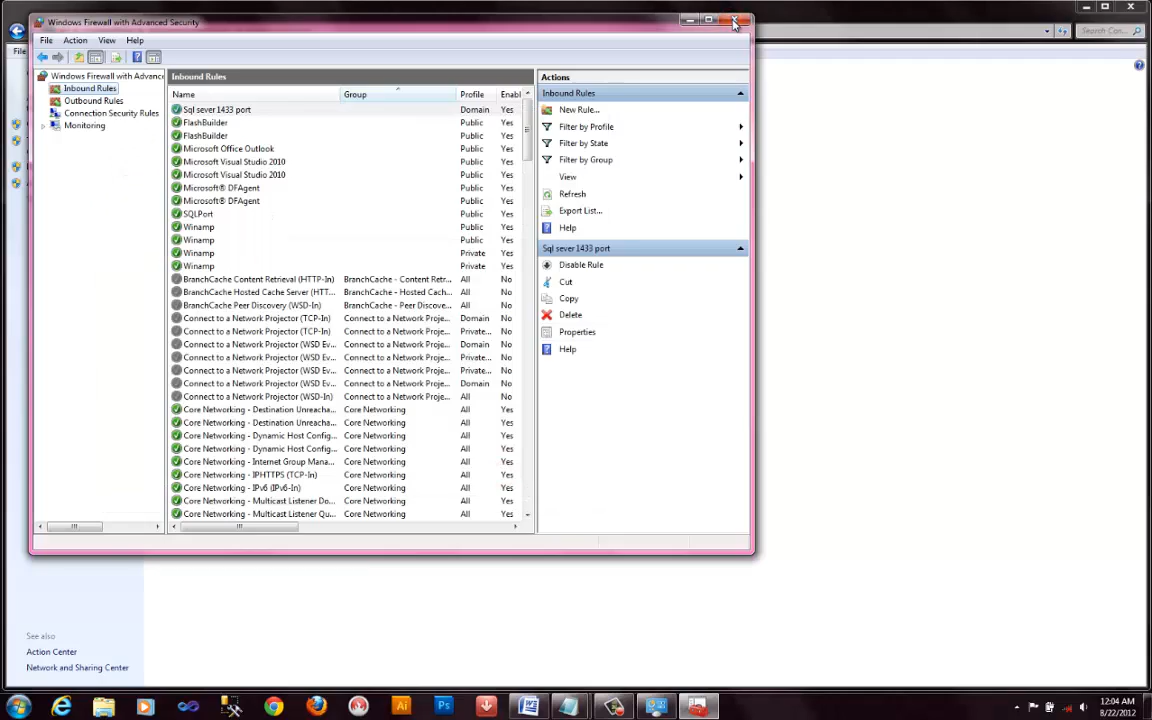 Windows Firewall with Advanced Security
Search Con...
File Action View Help
File
Windows Firewall with Advanc
Inbound Rules
Outbound Rules
Connection Security Rules
Monitoring
Inbound Rules
Name Group Profile Enabl
Sql sever 1433 port Domain Yes
FlashBuilder Public Yes
FlashBuilder Public Yes
Microsoft Office Outlook Public Yes
Microsoft Visual Studio 2010 Public Yes
Microsoft Visual Studio 2010 Public Yes
Microsoft® DFAgent Public Yes
Microsoft® DFAgent Public Yes
SQLPort Public Yes
Winamp Public Yes
Winamp Public Yes
Winamp Private Yes
Winamp Private Yes
BranchCache Content Retrieval (HTTP-In) BranchCache - Content Retr... All No
BranchCache Hosted Cache Server (HTT... BranchCache - Hosted Cach... All No
BranchCache Peer Discovery (WSD-In) BranchCache - Peer Discove... All No
Connect to a Network Projector (TCP-In) Connect to a Network Proje... Domain No
Connect to a Network Projector (TCP-In) Connect to a Network Proje... Private... No
Connect to a Network Projector (WSD Ev... Connect to a Network Proje... Domain No
Connect to a Network Projector (WSD Ev... Connect to a Network Proje... Private... No
Connect to a Network Projector (WSD Ev... Connect to a Network Proje... Private... No
Connect to a Network Projector (WSD Ev... Connect to a Network Proje... Domain No
Connect to a Network Projector (WSD-In) Connect to a Network Proje... All No
Core Networking - Destination Unreacha... Core Networking All Yes
Core Networking - Destination Unreacha... Core Networking All Yes
Core Networking - Dynamic Host Config... Core Networking All Yes
Core Networking - Dynamic Host Config... Core Networking All Yes
Core Networking - Internet Group Mana... Core Networking All Yes
Core Networking - IPHTTPS (TCP-In) Core Networking All Yes
Core Networking - IPv6 (IPv6-In) Core Networking All Yes
Core Networking - Multicast Listener Do... Core Networking All Yes
Core Networking - Multicast Listener Qu... Core Networking All Yes
Actions
Inbound Rules
New Rule...
Filter by Profile
Filter by State
Filter by Group
View
Refresh
Export List...
Help
Sql sever 1433 port
Disable Rule
Cut
Copy
Delete
Properties
Help
See also
Action Center
Network and Sharing Center
Ai
Ps
12:04 AM
8/22/2012